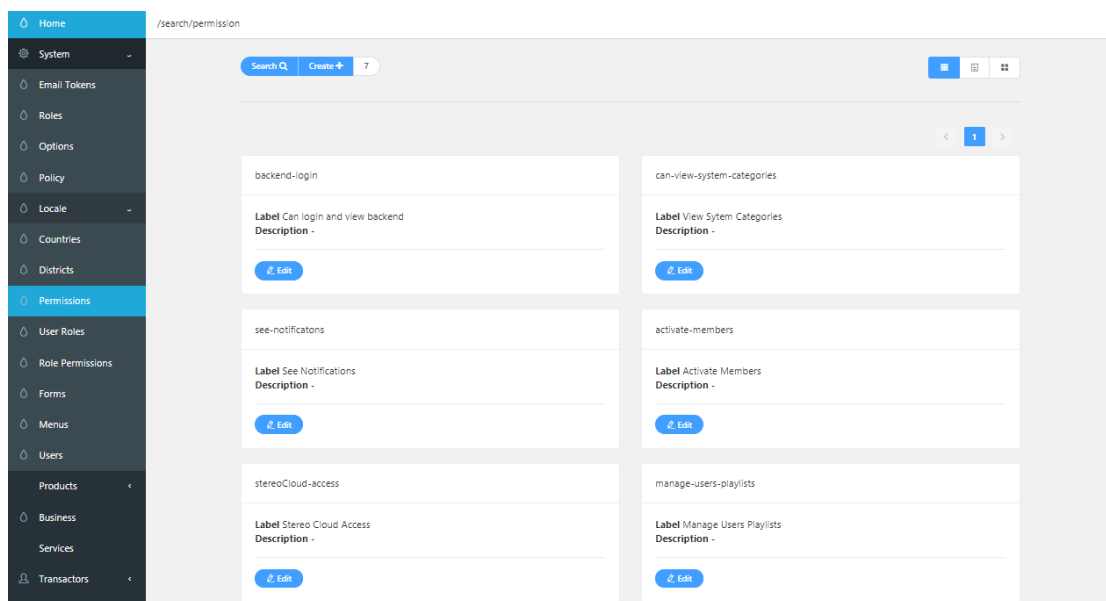 Home
/search/permission
System
Email Tokens
Roles
Options
Policy
Locale
Countries
Districts
Permissions
User Roles
Role Permissions
Forms
Menus
Users
Products
Business
Services
Transactors
Search Create 7
1
backend-login
Label Can login and view backend
Description -
Edit
can-view-system-categories
Label View Sytem Categories
Description -
Edit
see-notificatons
Label See Notifications
Description -
Edit
activate-members
Label Activate Members
Description -
Edit
stereoCloud-access
Label Stereo Cloud Access
Description -
Edit
manage-users-playlists
Label Manage Users Playlists
Description -
Edit